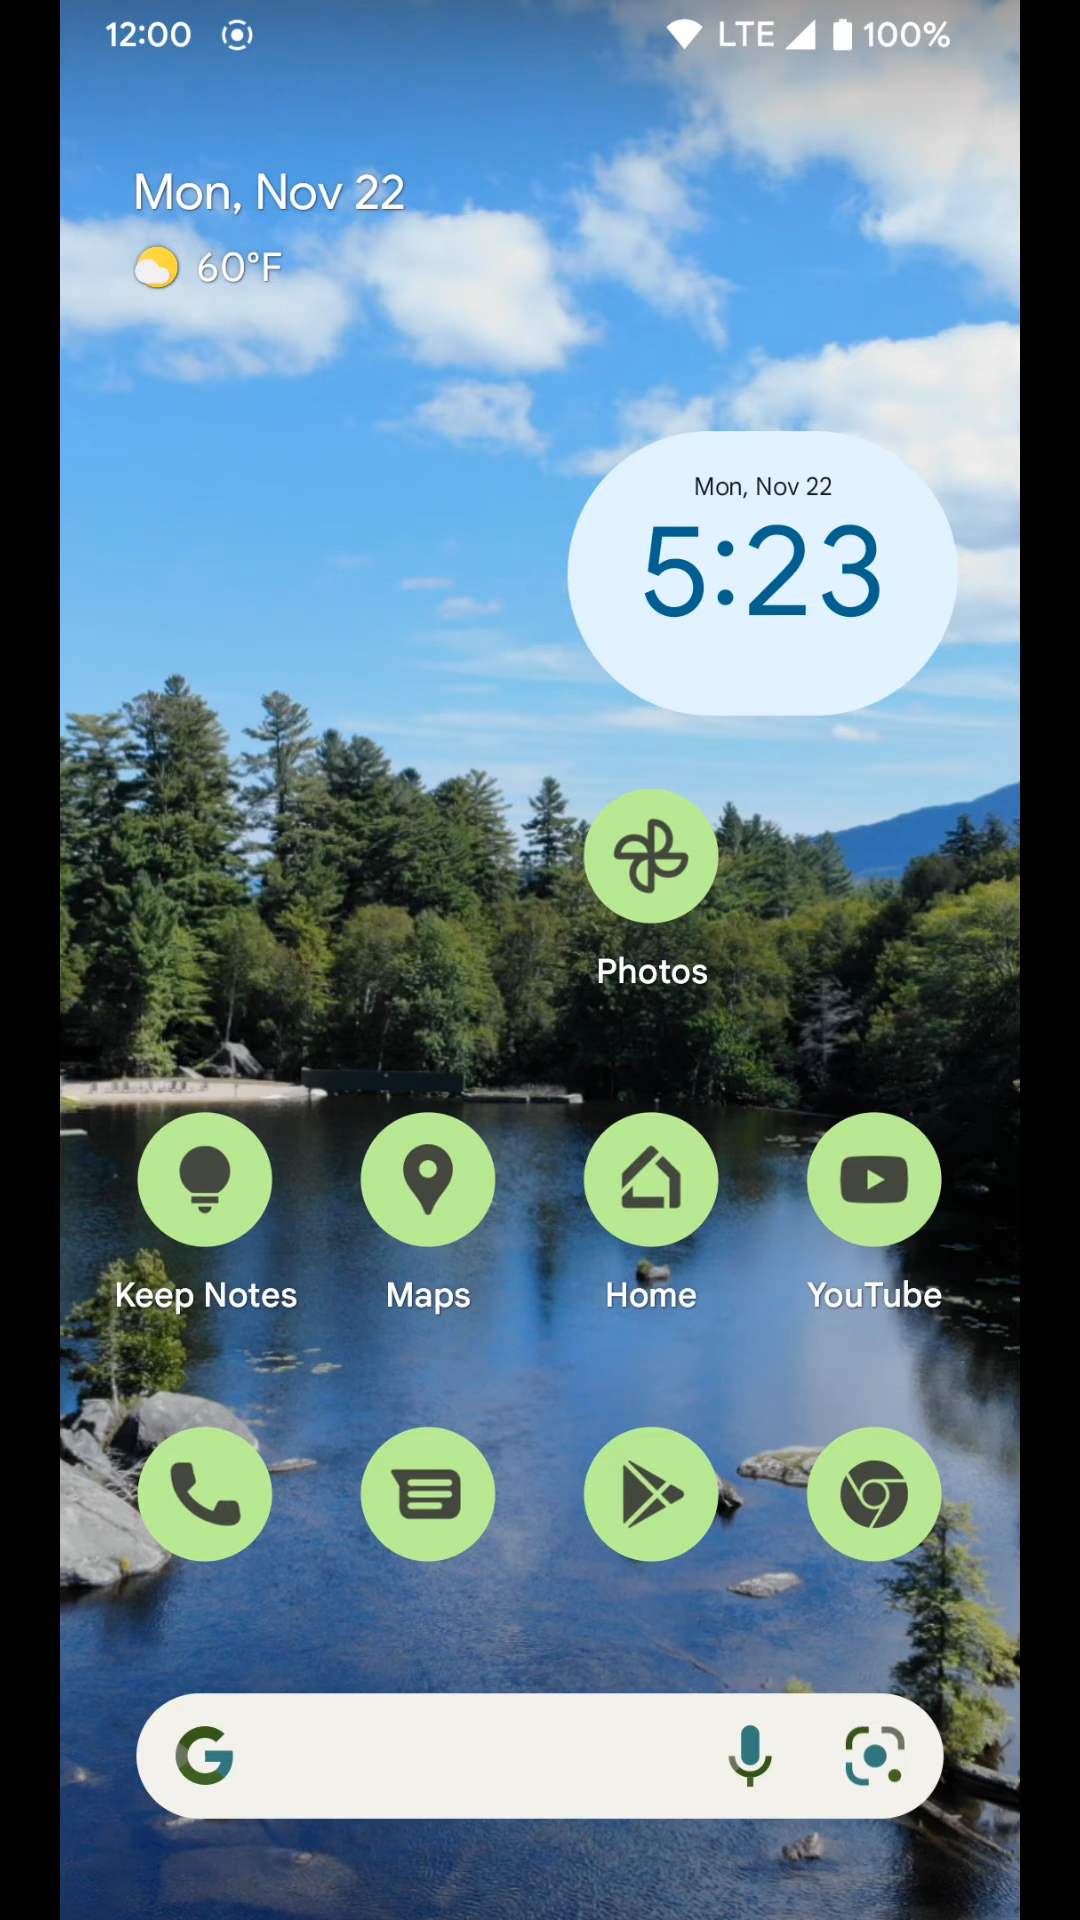 12:00
LTE 100%
Mon, Nov 22
60°F
Mon, Nov 22
5:23
Photos
Keep Notes
Maps
Home
YouTube